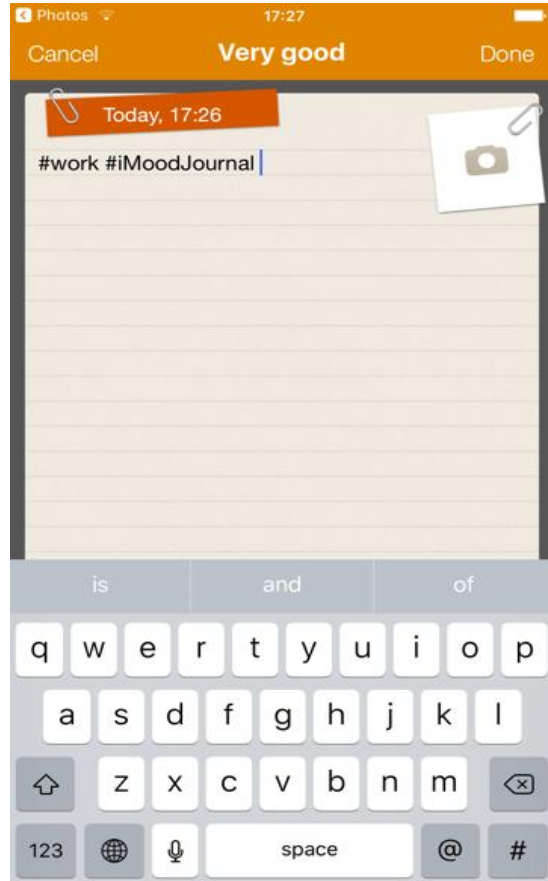 Photos 17:27
Cancel Very good Done
Today, 17:26
#work #iMoodJournal
is and of
q w e r t y u i o p
a s d f g h j k l
z x c v b n m
123 space @ #